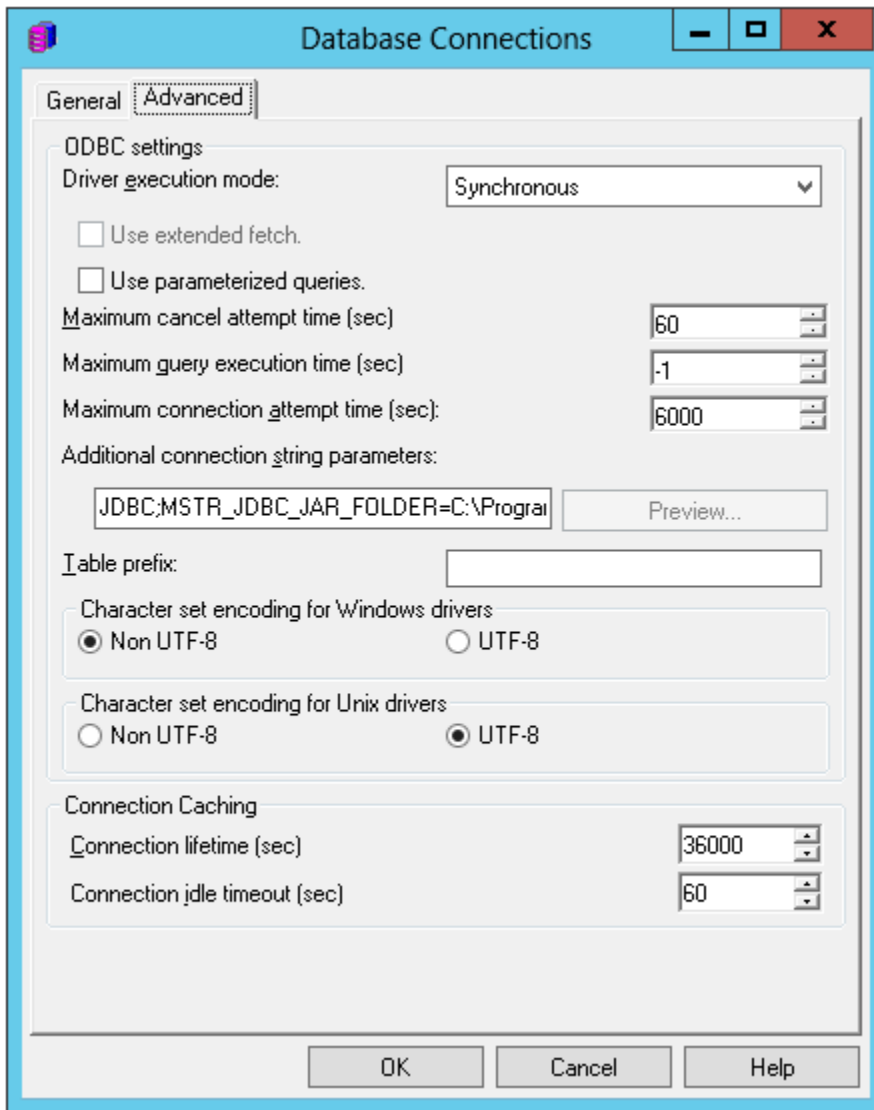 Database Connections
General Advanced
ODBC settings
Driver execution mode: Synchronous
Use extended fetch.
Use parameterized queries.
Maximum cancel attempt time (sec) 60
Maximum query execution time (sec) -1
Maximum connection attempt time (sec): 6000
Additional connection string parameters:
JDBC;MSTR_JDBC_JAR_FOLDER=C:\Program Preview...
Table prefix:
Character set encoding for Windows drivers
Non UTF-8 UTF-8
Character set encoding for Unix drivers
Non UTF-8 UTF-8
Connection Caching
Connection lifetime (sec) 36000
Connection idle timeout (sec) 60
OK Cancel Help